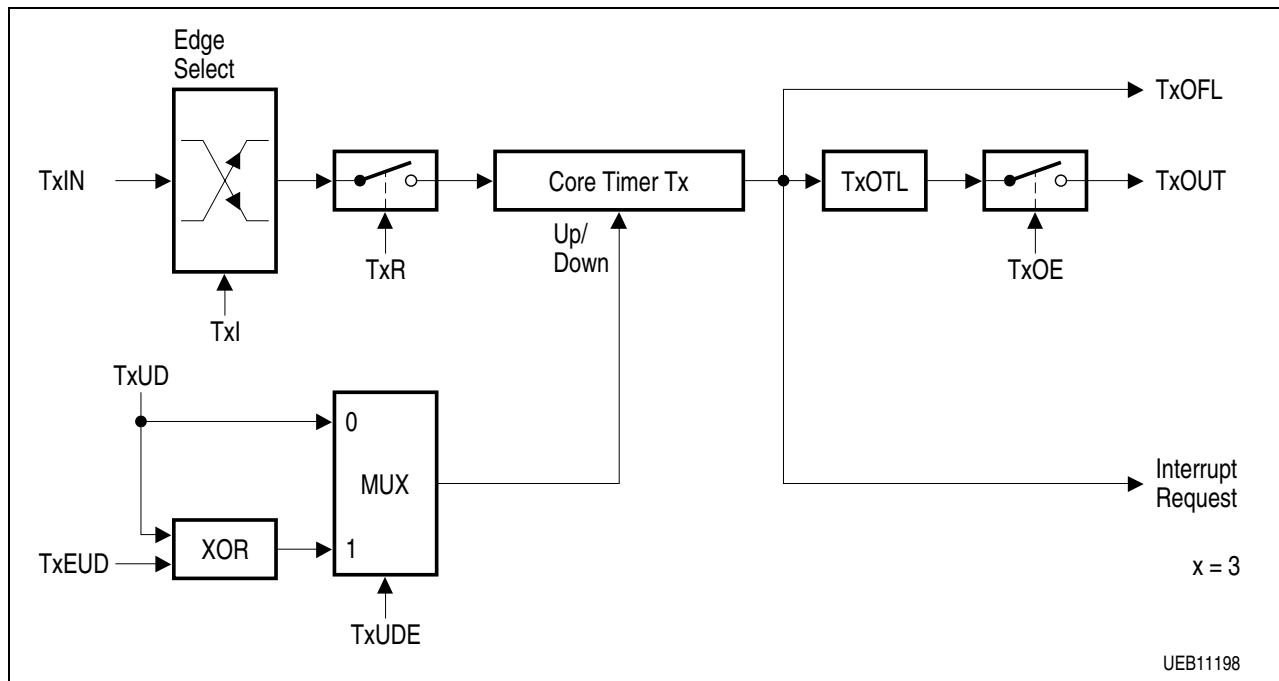 Edge
Select
TxOFL
TxIN
Core Timer Tx
TxOTL
TxOUT
Up/
Down
TxR
TxOE
TxI
TxUD
0
MUX
Interrupt
Request
XOR
1
TxEUD
x = 3
TxUDE
UEB11198